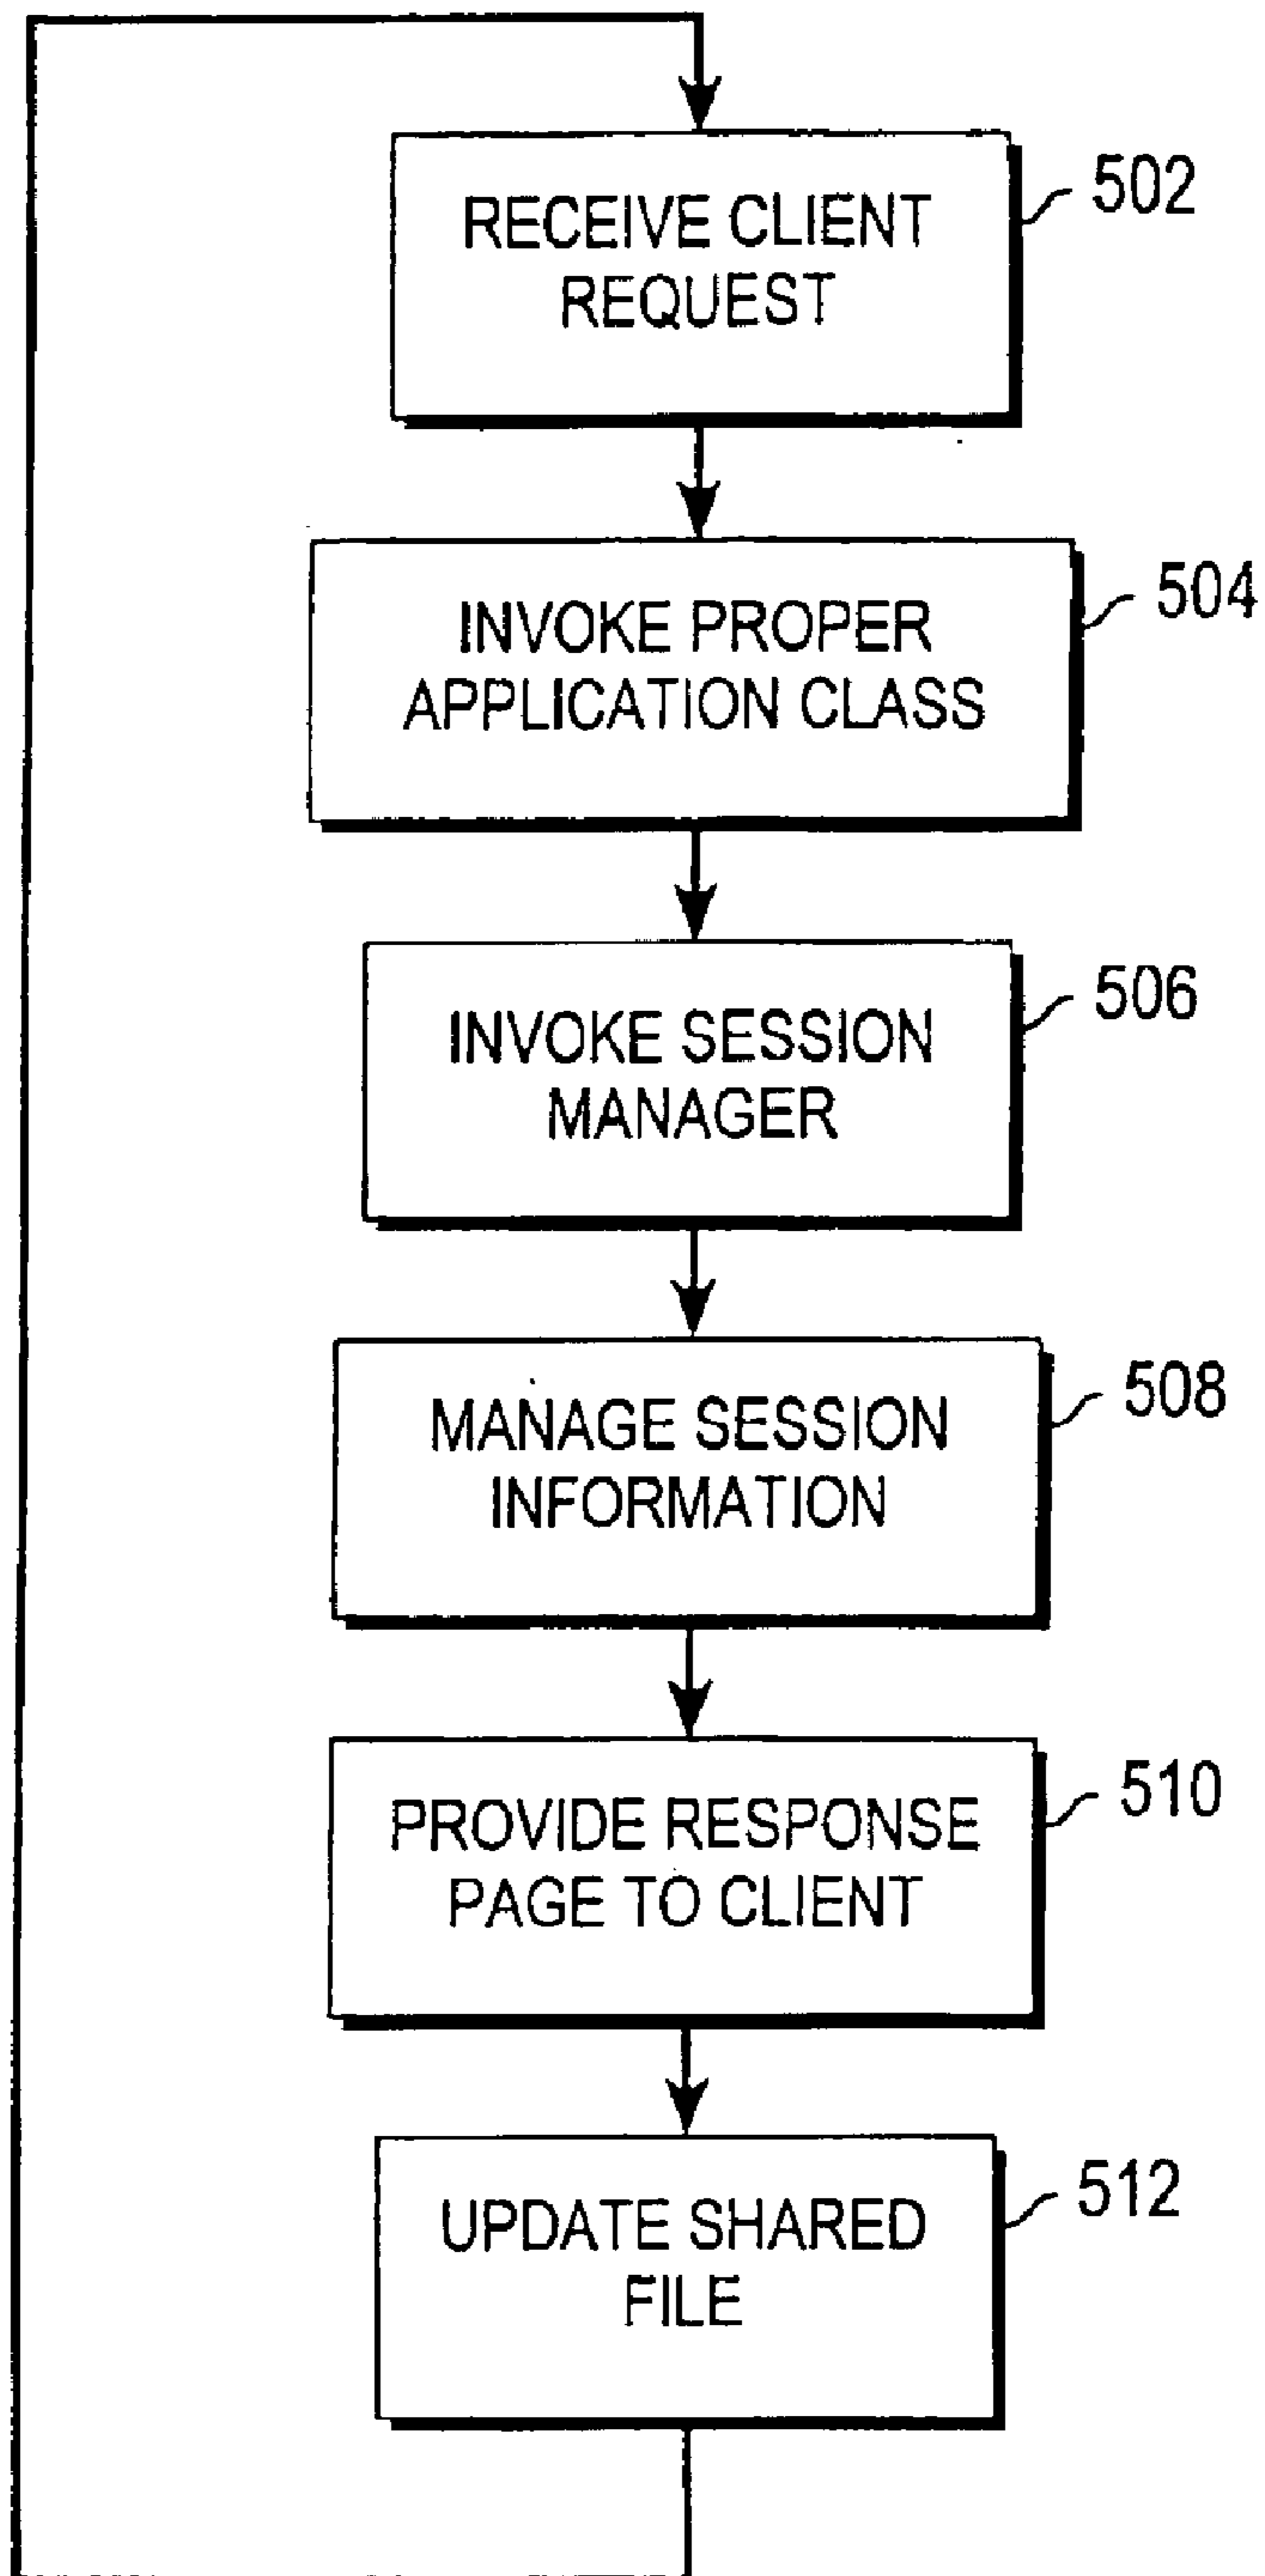 RECEIVE CLIENT
REQUEST
502
INVOKE PROPER
APPLICATION CLASS
504
INVOKE SESSION
MANAGER
506
MANAGE SESSION
INFORMATION
508
PROVIDE RESPONSE
PAGE TO CLIENT
510
UPDATE SHARED
FILE
512